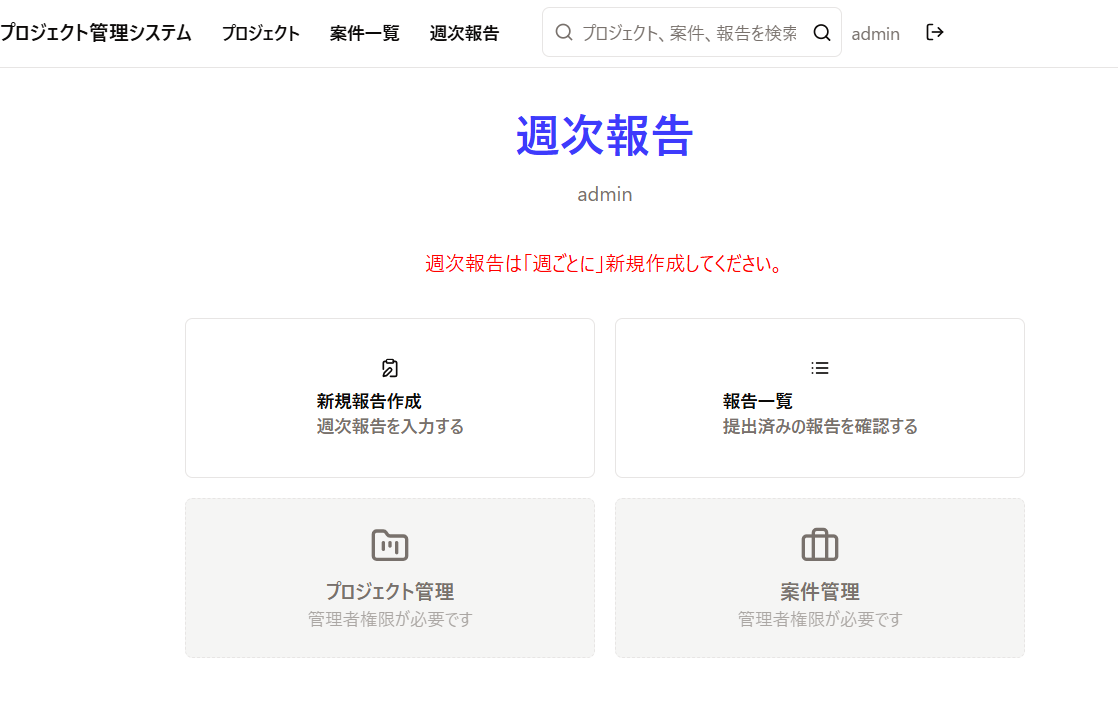 プロジェクト管理システム プロジェクト 案件一覧 週次報告 プロジェクト、案件、報告を検索 admin
週次報告
admin
週次報告は「週ごとに」新規作成してください。
新規報告作成
週次報告を入力する
報告一覧
提出済みの報告を確認する
プロジェクト管理
管理者権限が必要です
案件管理
管理者権限が必要です